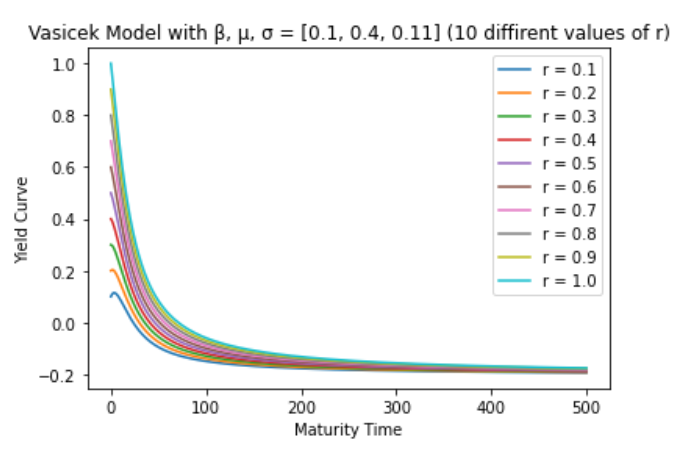 Vasicek Model with β, μ, σ = [0.1, 0.4, 0.11] (10 diffirent values of r)
1.0
0.8
0.6
0.4
0.2
0.0
−0.2
Yield Curve
r = 0.1
r = 0.2
r = 0.3
r = 0.4
r = 0.5
r = 0.6
r = 0.7
r = 0.8
r = 0.9
r = 1.0
0 100 200 300 400 500
Maturity Time